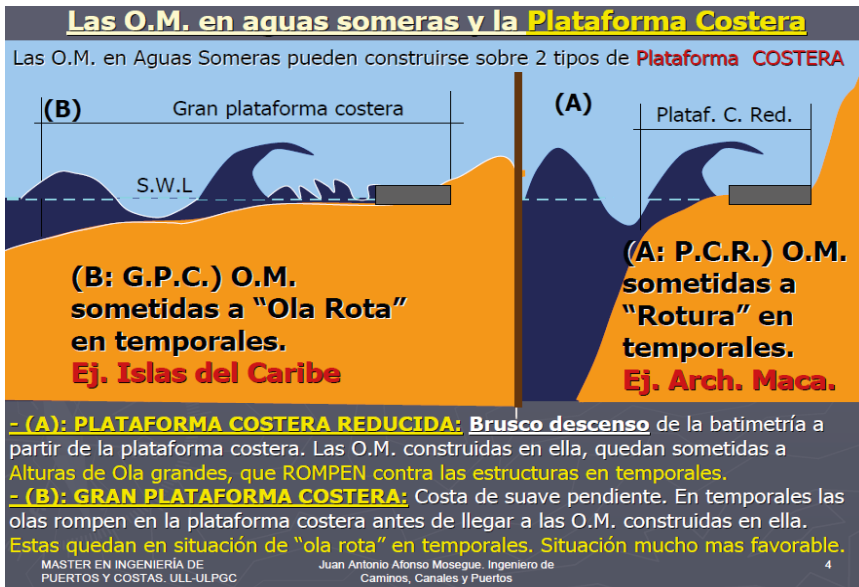 Las O.M. en aguas someras y la Plataforma Costera
Las O.M. en Aguas Someras pueden construirse sobre 2 tipos de Plataforma COSTERA
(B)
Gran plataforma costera
S.W.L
(B: G.P.C.) O.M.
sometidas a “Ola Rota”
en temporales.
Ej. Islas del Caribe
(A)
Plataf. C. Red.
(A: P.C.R.) O.M.
sometidas a
“Rotura” en
temporales.
Ej. Arch. Maca.
- (A): PLATAFORMA COSTERA REDUCIDA: Brusco descenso de la batimetría a
partir de la plataforma costera. Las O.M. construidas en ella, quedan sometidas a
Alturas de Ola grandes, que ROMPEN contra las estructuras en temporales.
- (B): GRAN PLATAFORMA COSTERA: Costa de suave pendiente. En temporales las
olas rompen en la plataforma costera antes de llegar a las O.M. construidas en ella.
Estas quedan en situación de “ola rota” en temporales. Situación mucho mas favorable.
MASTER EN INGENIERÍA DE
PUERTOS Y COSTAS. ULL-ULPGC
Juan Antonio Afonso Mosegue. Ingeniero de
Caminos, Canales y Puertos
4